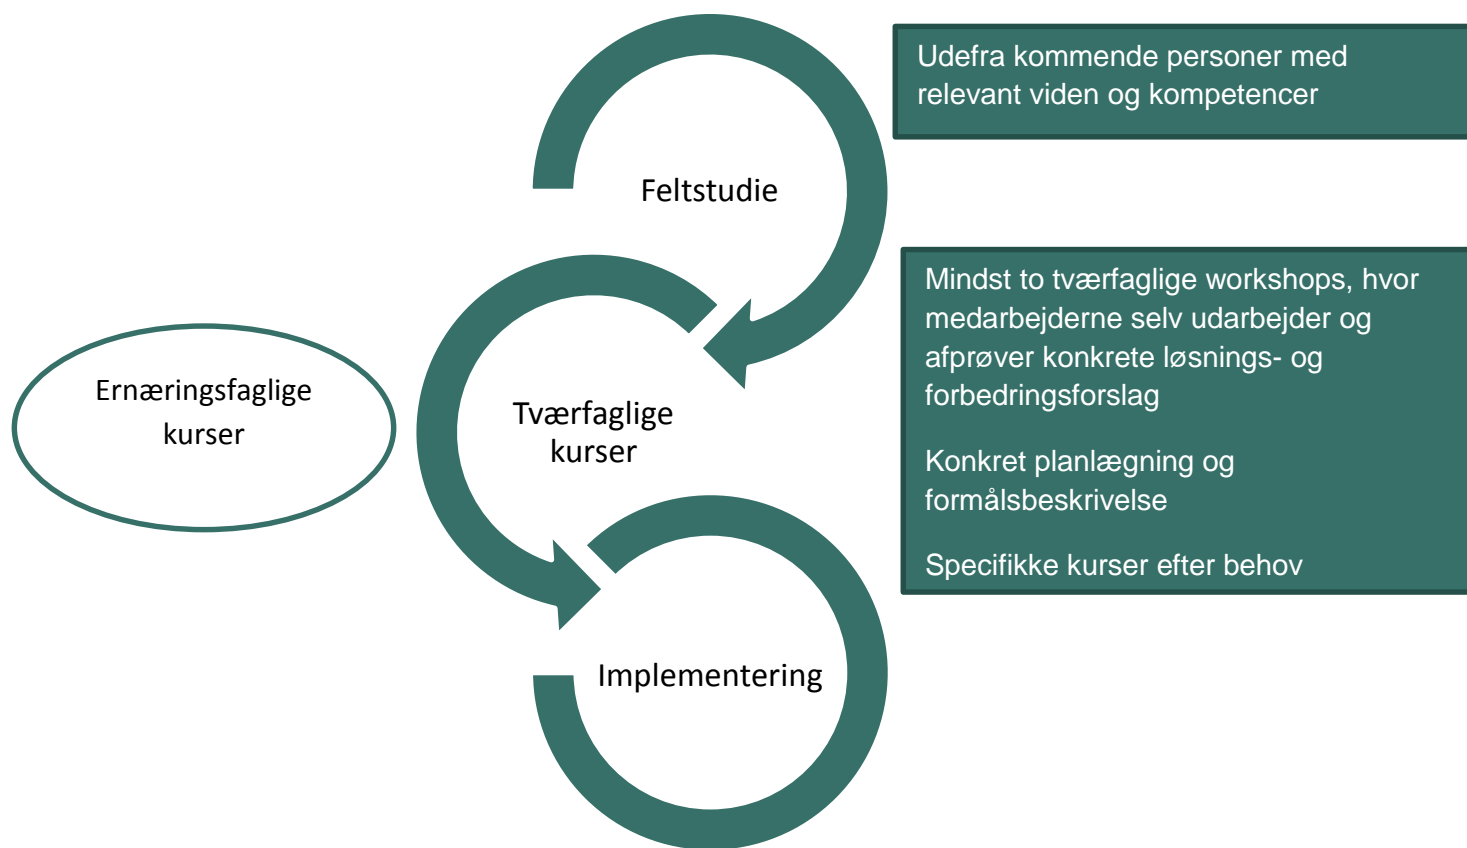 Udefra kommende personer med
relevant viden og kompetencer
Feltstudie
Mindst to tværfaglige workshops, hvor
medarbejderne selv udarbejder og
afprøver konkrete løsnings- og
forbedringsforslag
Konkret planlægning og
formålsbeskrivelse
Specifikke kurser efter behov
Ernæringsfaglige
kurser
Tværfaglige
kurser
Implementering